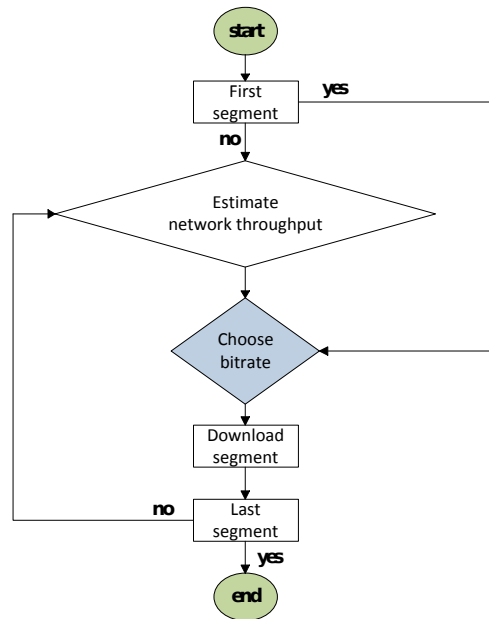 start
First
segment
yes
no
Estimate
network throughput
Choose
bitrate
Download
segment
no
Last
segment
yes
end